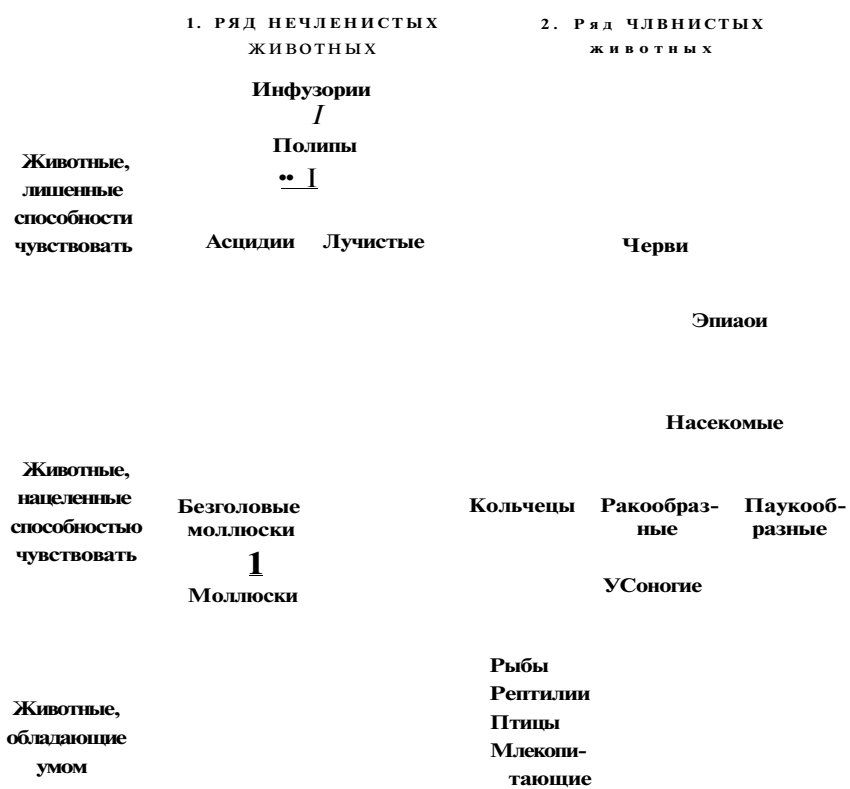 1. РЯД НЕЧЛЕНИСТЫХ
ЖИВОТНЫХ
2. Ряд ЧЛВНИСТЫХ
животных
Инфузории
I
Полипы
•• I
Животные,
лишенные
способности
чувствовать
Асцидии Лучистые
Черви
Эпиаои
Насекомые
Животные,
нацеленные
способностью
чувствовать
Безголовые
моллюски
1
Моллюски
Кольчецы Ракообраз- Паукооб-
ные разные
УСоногие
Животные,
обладающие
умом
Рыбы
Рептилии
Птицы
Млекопи-
тающие